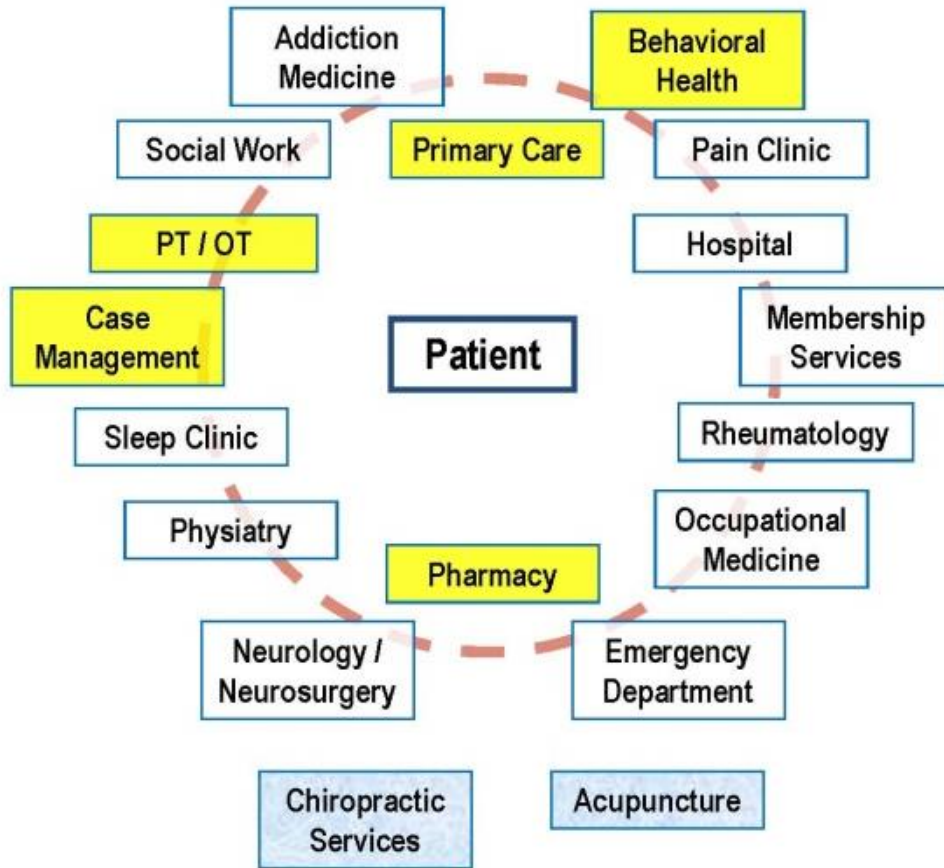 Addiction
Medicine
Behavioral
Health
Social Work
Primary Care
Pain Clinic
PT / OT
Hospital
Case
Management
Patient
Membership
Services
Sleep Clinic
Rheumatology
Physiatry
Occupational
Medicine
Pharmacy
Neurology /
Neurosurgery
Emergency
Department
Chiropractic
Services
Acupuncture